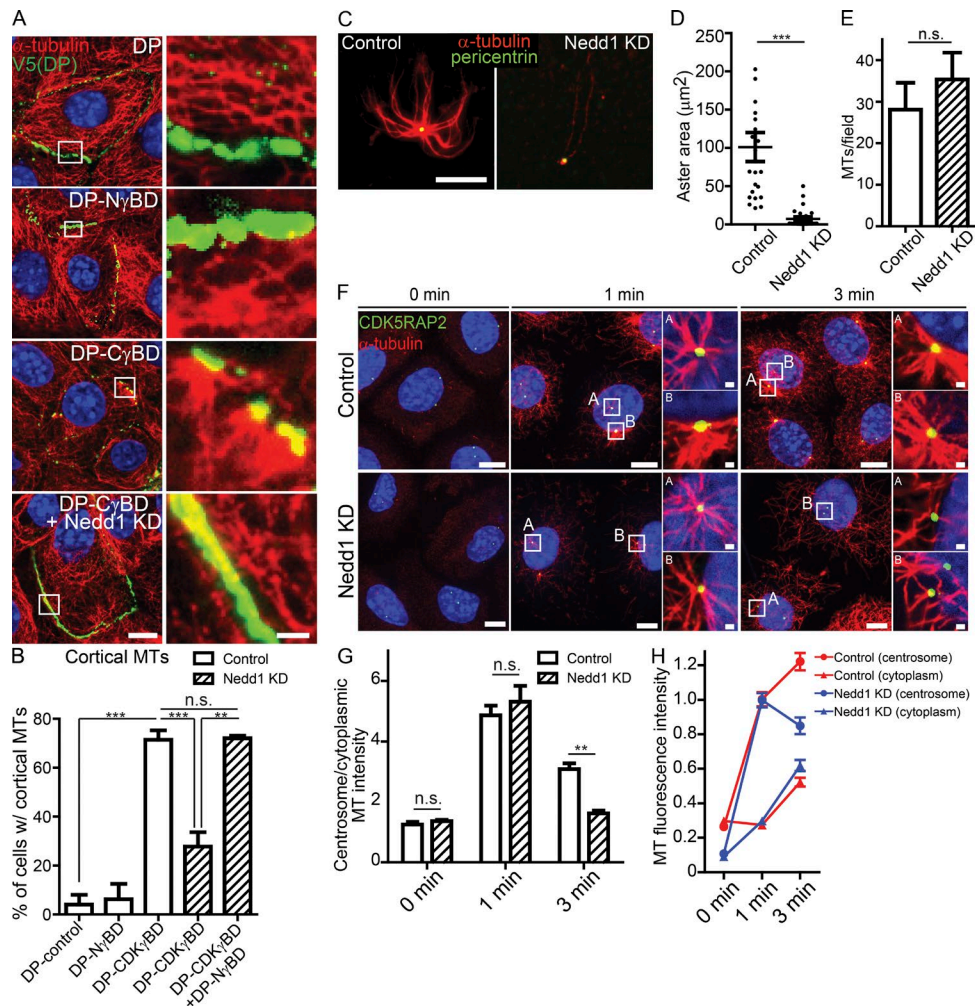 A
α-tubulin
V5(DP)
DP
DP-NγBD
DP-CγBD
DP-CγBD
+ Nedd1 KD
B
Cortical MTs
Control
Nedd1 KD
n.s.
*** *** **
% of cells w/ cortical MTs
80
60
40
20
0
DP-control
DP-NγBD
DP-CDKγBD
DP-CDKγBD
DP-CDKγBD
+DP-NγBD
C
Control
α-tubulin
pericentrin
Nedd1 KD
D
***
Aster area (μm2)
250
200
150
100
50
0
Control
Nedd1 KD
E
n.s.
MTs/field
40
30
20
10
0
Control
Nedd1 KD
F
0 min 1 min 3 min
CDK5RAP2
α-tubulin
Control
A
B
A
B
A
B
A
B
Nedd1 KD
A
B
A
B
A
B
A
B
G
Control
Nedd1 KD
n.s.
n.s.
**
Centrosome/cytoplasmic
MT intensity
6
4
2
0
0 min
1 min
3 min
H
Control (centrosome)
Control (cytoplasm)
Nedd1 KD (centrosome)
Nedd1 KD (cytoplasm)
MT fluorescence intensity
1.2
1.0
0.8
0.6
0.4
0.2
0
0 min
1 min
3 min